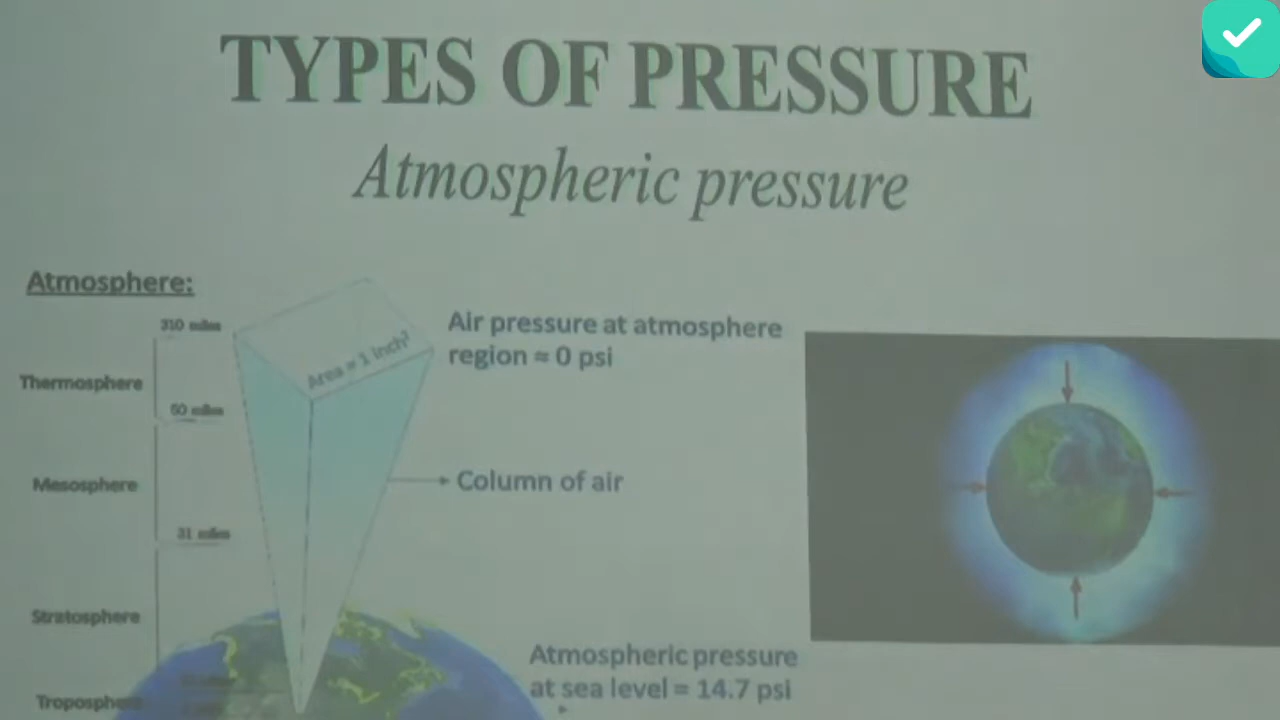 TYPES OF PRESSURE
Atmospheric pressure
Atmosphere:
310 miles
Area = 1 inch²
Air pressure at atmosphere
region ≈ 0 psi
Thermosphere
60 miles
Column of air
Mesosphere
31 miles
Stratosphere
Atmospheric pressure
at sea level = 14.7 psi
Troposphere